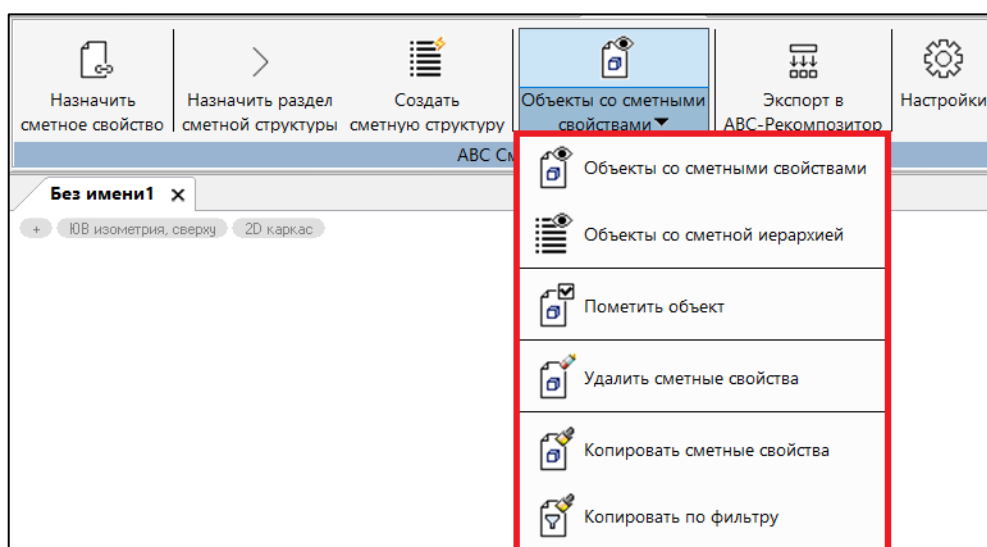 Назначить
сметное свойство
Назначить раздел
сметной структуры
Создать
сметную структуру
Объекты со сметными
свойствами
Экспорт в
АВС-Рекомпозитор
Настройки
АВС
Без имени1
+ ЮВ изометрия, сверху 2D каркас
Объекты со сметными свойствами
Объекты со сметной иерархией
Пометить объект
Удалить сметные свойства
Копировать сметные свойства
Копировать по фильтру